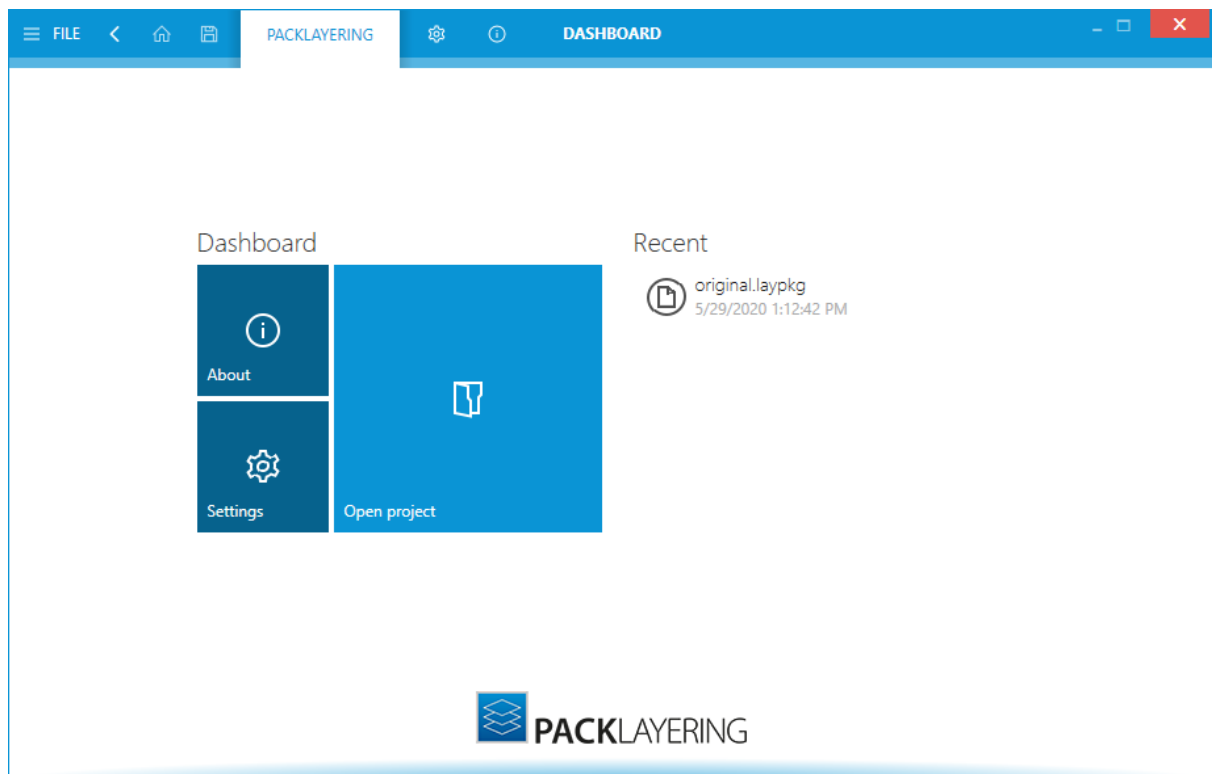 FILE
PACKLAYERING
DASHBOARD
Dashboard
About
Settings
Open project
Recent
original.laypkg
5/29/2020 1:12:42 PM
PACKLAYERING